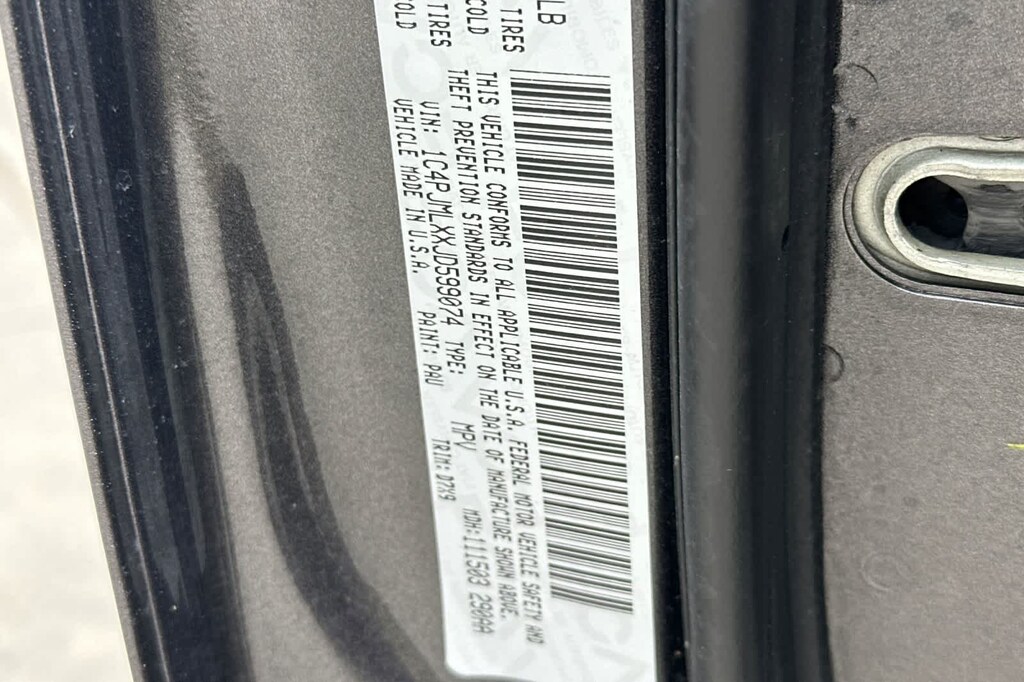 LB
TIRES COLD
TIRES COLD
THIS VEHICLE CONFORMS TO ALL APPLICABLE U.S.A. FEDERAL MOTOR VEHICLE SAFETY AND
THEFT PREVENTION STANDARDS IN EFFECT ON THE DATE OF MANUFACTURE SHOWN ABOVE.
VIN: 1C4PJMLXXJD599074 TYPE: MPV MDH:111503 290AA
VEHICLE MADE IN U.S.A. PAINT: PAU TRIM: D7X9